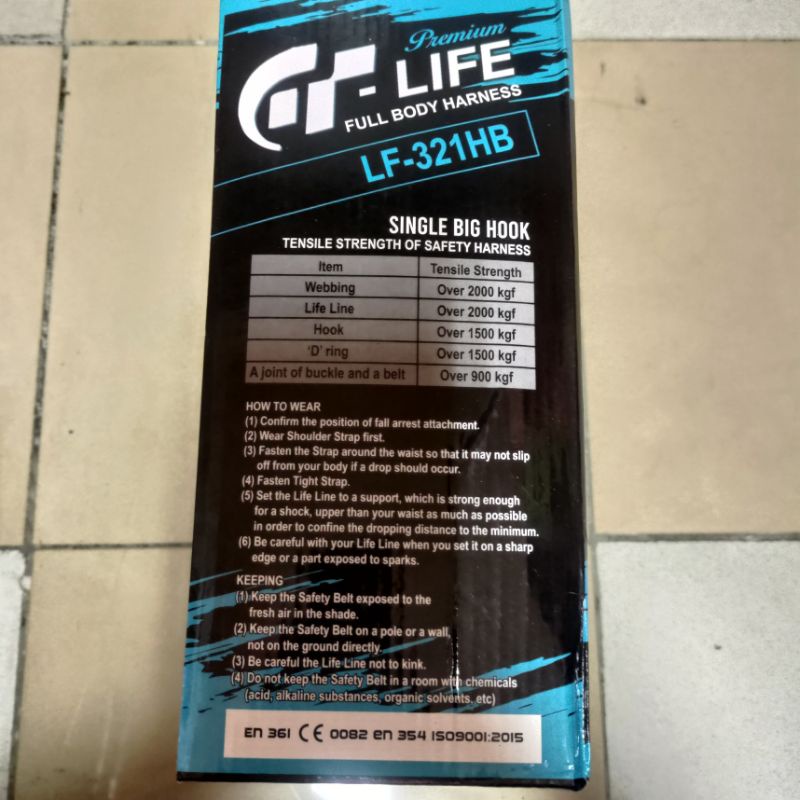 Premium
GT-LIFE
FULL BODY HARNESS
LF-321HB
SINGLE BIG HOOK
TENSILE STRENGTH OF SAFETY HARNESS
Item Tensile Strength
Webbing Over 2000 kgf
Life Line Over 2000 kgf
Hook Over 1500 kgf
'D' ring Over 1500 kgf
A joint of buckle and a belt Over 900 kgf
HOW TO WEAR
(1) Confirm the position of fall arrest attachment.
(2) Wear Shoulder Strap first.
(3) Fasten the Strap around the waist so that it may not slip
off from your body if a drop should occur.
(4) Fasten Tight Strap.
(5) Set the Life Line to a support, which is strong enough
for a shock, upper than your waist as much as possible
in order to confine the dropping distance to the minimum.
(6) Be careful with your Life Line when you set it on a sharp
edge or a part exposed to sparks.
KEEPING
(1) Keep the Safety Belt exposed to the
fresh air in the shade.
(2) Keep the Safety Belt on a pole or a wall,
not on the ground directly.
(3) Be careful the Life Line not to kink.
(4) Do not keep the Safety Belt in a room with chemicals
(acid, alkaline substances, organic solvents, etc)
EN 361 CE 0082 EN 354 ISO9001:2015